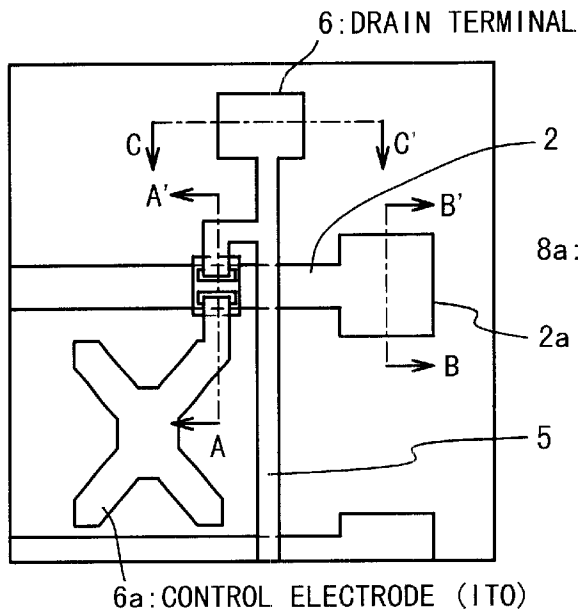 6:DRAIN TERMINAL
C C'
2
A' B'
8a:
2a
B
A 5
6a:CONTROL ELECTRODE (ITO)